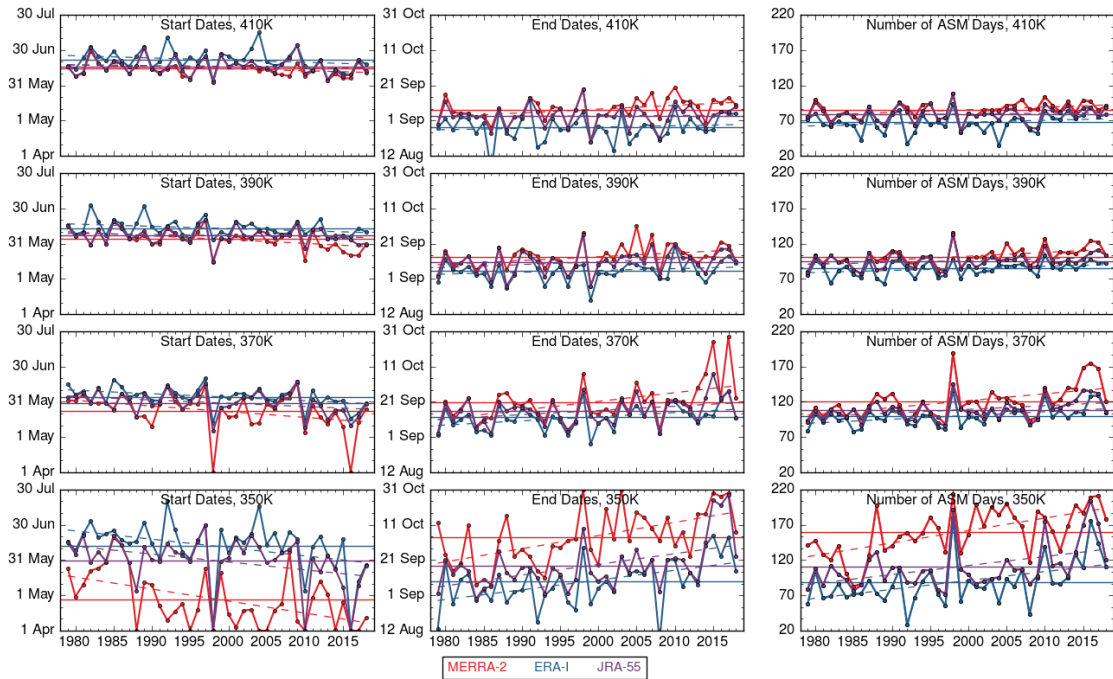 Start Dates, 410K
30 Jul
30 Jun
31 May
1 May
1 Apr
End Dates, 410K
31 Oct
11 Oct
21 Sep
1 Sep
12 Aug
Number of ASM Days, 410K
220
170
120
70
20
Start Dates, 390K
30 Jul
30 Jun
31 May
1 May
1 Apr
End Dates, 390K
31 Oct
11 Oct
21 Sep
1 Sep
12 Aug
Number of ASM Days, 390K
220
170
120
70
20
Start Dates, 370K
30 Jul
30 Jun
31 May
1 May
1 Apr
End Dates, 370K
31 Oct
11 Oct
21 Sep
1 Sep
12 Aug
Number of ASM Days, 370K
220
170
120
70
20
Start Dates, 350K
30 Jul
30 Jun
31 May
1 May
1 Apr
1980 1985 1990 1995 2000 2005 2010 2015
End Dates, 350K
31 Oct
11 Oct
21 Sep
1 Sep
12 Aug
1980 1985 1990 1995 2000 2005 2010 2015
Number of ASM Days, 350K
220
170
120
70
20
1980 1985 1990 1995 2000 2005 2010 2015
MERRA-2 ERA-I JRA-55